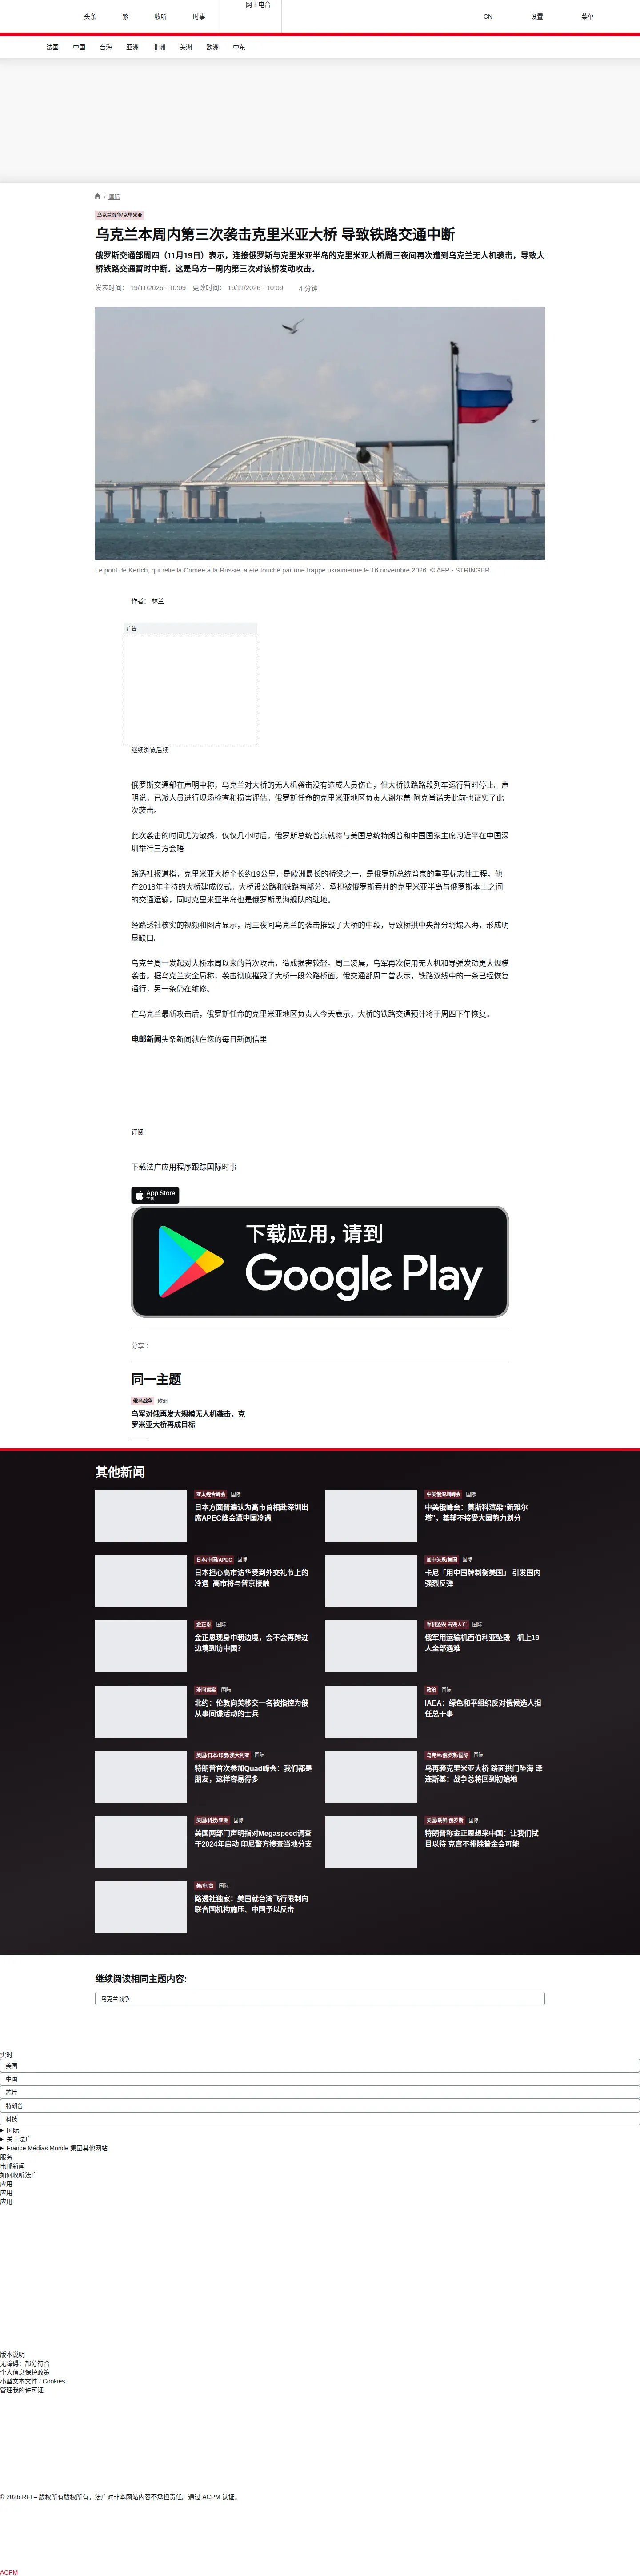 头条
繁
收听
时事
网上电台
CN
设置
菜单
法国
中国
台海
亚洲
非洲
美洲
欧洲
中东
/ 国际
乌克兰战争/克里米亚
乌克兰本周内第三次袭击克里米亚大桥 导致铁路交通中断
俄罗斯交通部周四（11月19日）表示，连接俄罗斯与克里米亚半岛的克里米亚大桥周三夜间再次遭到乌克兰无人机袭击，导致大
桥铁路交通暂时中断。这是乌方一周内第三次对该桥发动攻击。
发表时间： 19/11/2026 - 10:09 更改时间： 19/11/2026 - 10:09
4 分钟
Le pont de Kertch, qui relie la Crimée à la Russie, a été touché par une frappe ukrainienne le 16 novembre 2026. © AFP - STRINGER
作者： 林兰
广告
继续浏览后续
俄罗斯交通部在声明中称，乌克兰对大桥的无人机袭击没有造成人员伤亡，但大桥铁路路段列车运行暂时停止。声
明说，已派人员进行现场检查和损害评估。俄罗斯任命的克里米亚地区负责人谢尔盖·阿克肖诺夫此前也证实了此
次袭击。
此次袭击的时间尤为敏感，仅仅几小时后，俄罗斯总统普京就将与美国总统特朗普和中国国家主席习近平在中国深
圳举行三方会晤
路透社报道指，克里米亚大桥全长约19公里，是欧洲最长的桥梁之一，是俄罗斯总统普京的重要标志性工程，他
在2018年主持的大桥建成仪式。大桥设公路和铁路两部分，承担被俄罗斯吞并的克里米亚半岛与俄罗斯本土之间
的交通运输，同时克里米亚半岛也是俄罗斯黑海舰队的驻地。
经路透社核实的视频和图片显示，周三夜间乌克兰的袭击摧毁了大桥的中段，导致桥拱中央部分坍塌入海，形成明
显缺口。
乌克兰周一发起对大桥本周以来的首次攻击，造成损害较轻。周二凌晨，乌军再次使用无人机和导弹发动更大规模
袭击。据乌克兰安全局称，袭击彻底摧毁了大桥一段公路桥面。俄交通部周二曾表示，铁路双线中的一条已经恢复
通行，另一条仍在维修。
在乌克兰最新攻击后，俄罗斯任命的克里米亚地区负责人今天表示，大桥的铁路交通预计将于周四下午恢复。
电邮新闻头条新闻就在您的每日新闻信里
订阅
下载法广应用程序跟踪国际时事
App Store
下载
下载应用，请到
Google Play
分享 :
同一主题
俄乌战争 欧洲
乌军对俄再发大规模无人机袭击，克
罗米亚大桥再成目标
其他新闻
亚太经合峰会 国际
日本方面普遍认为高市首相赴深圳出
席APEC峰会遭中国冷遇
中美俄深圳峰会 国际
中美俄峰会：莫斯科渲染“新雅尔
塔”，基辅不接受大国势力划分
日本/中国/APEC 国际
日本担心高市访华受到外交礼节上的
冷遇 高市将与普京接触
加中关系/美国 国际
卡尼「用中国牌制衡美国」 引发国内
强烈反弹
金正恩 国际
金正恩现身中朝边境，会不会再跨过
边境到访中国？
军机坠毁 击毁人亡 国际
俄军用运输机西伯利亚坠毁 机上19
人全部遇难
涉间谍案 国际
北约：伦敦向美移交一名被指控为俄
从事间谍活动的士兵
政治 国际
IAEA：绿色和平组织反对俄候选人担
任总干事
美国/日本/印度/澳大利亚 国际
特朗普首次参加Quad峰会：我们都是
朋友，这样容易得多
乌克兰/俄罗斯/国际 国际
乌再袭克里米亚大桥 路面拱门坠海 泽
连斯基：战争总将回到初始地
美国/科技/亚洲 国际
美国两部门声明指对Megaspeed调查
于2024年启动 印尼警方搜查当地分支
美国/朝鲜/俄罗斯 国际
特朗普称金正恩想来中国：让我们拭
目以待 克宫不排除普金会可能
美/中/台 国际
路透社独家：美国就台湾飞行限制向
联合国机构施压、中国予以反击
继续阅读相同主题内容:
乌克兰战争
实时
美国
中国
芯片
特朗普
科技
国际
关于法广
France Médias Monde 集团其他网站
服务
电邮新闻
如何收听法广
应用
应用
应用
版本说明
无障碍：部分符合
个人信息保护政策
小型文本文件 / Cookies
管理我的许可证
© 2026 RFI – 版权所有版权所有。法广对非本网站内容不承担责任。通过 ACPM 认证。
ACPM